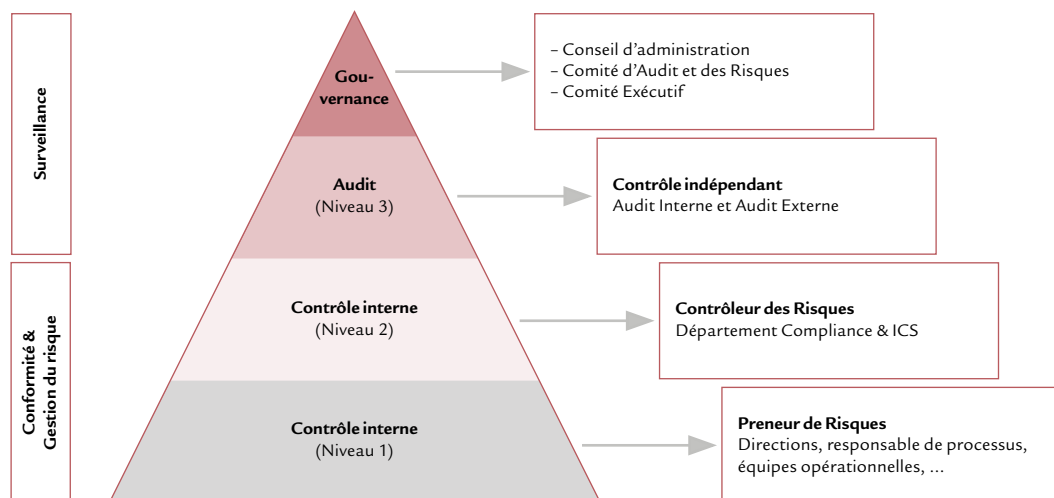 Surveillance
Gou-
vernance
– Conseil d’administration
– Comité d’Audit et des Risques
– Comité Exécutif
Audit
(Niveau 3)
Contrôle indépendant
Audit Interne et Audit Externe
Conformité &
Gestion du risque
Contrôle interne
(Niveau 2)
Contrôleur des Risques
Département Compliance & ICS
Contrôle interne
(Niveau 1)
Preneur de Risques
Directions, responsable de processus,
équipes opérationnelles, ...